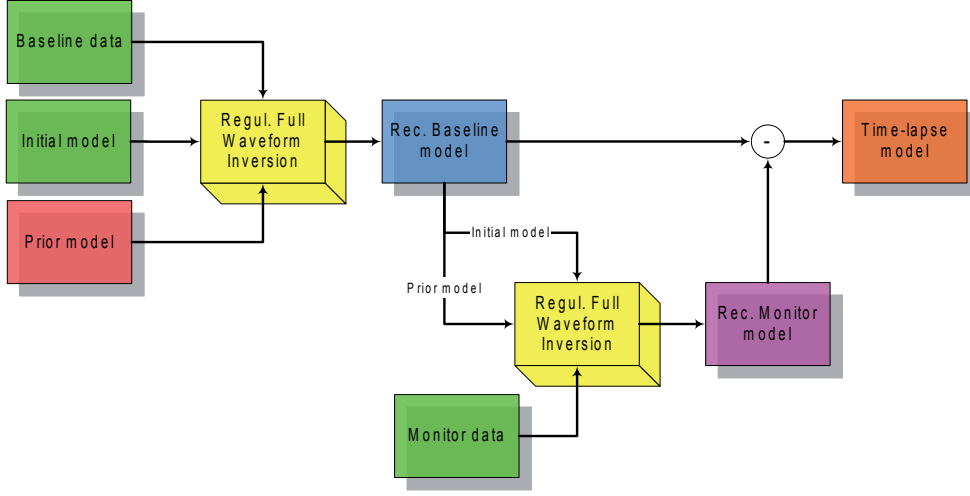 Baseline data
Initial model
Prior model
Regul. Full
Waveform
Inversion
Rec. Baseline
model
-
Time-lapse
model
Initial model
Prior model
Regul. Full
Waveform
Inversion
Rec. Monitor
model
Monitor data